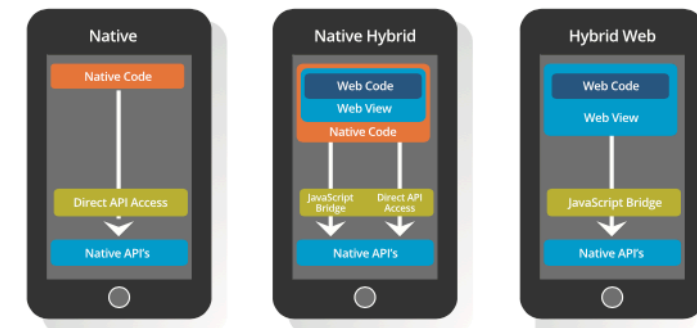 Native
Native Code
Direct API Access
Native API's
Native Hybrid
Web Code
Web View
Native Code
JavaScript
Bridge
Direct API
Access
Native API's
Hybrid Web
Web Code
Web View
JavaScript Bridge
Native API's